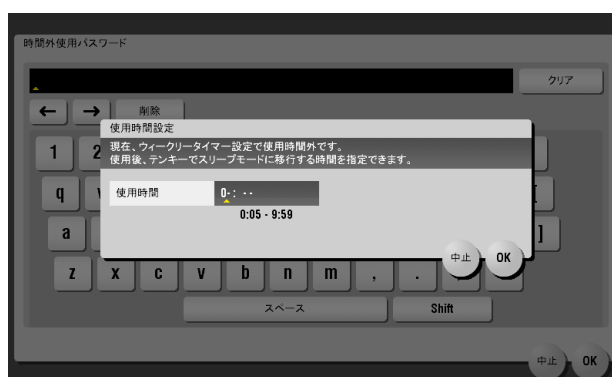 時間外使用パスワード
クリア
← → 削除
使用時間設定
現在、ウィークリータイマー設定で使用時間外です。
使用後、テンキーでスリープモードに移行する時間を指定できます。
1 2
q [
使用時間 0-: --
0:05 - 9:59
a ]
中止 OK
z x c v b n m , .
スペース Shift
中止 OK